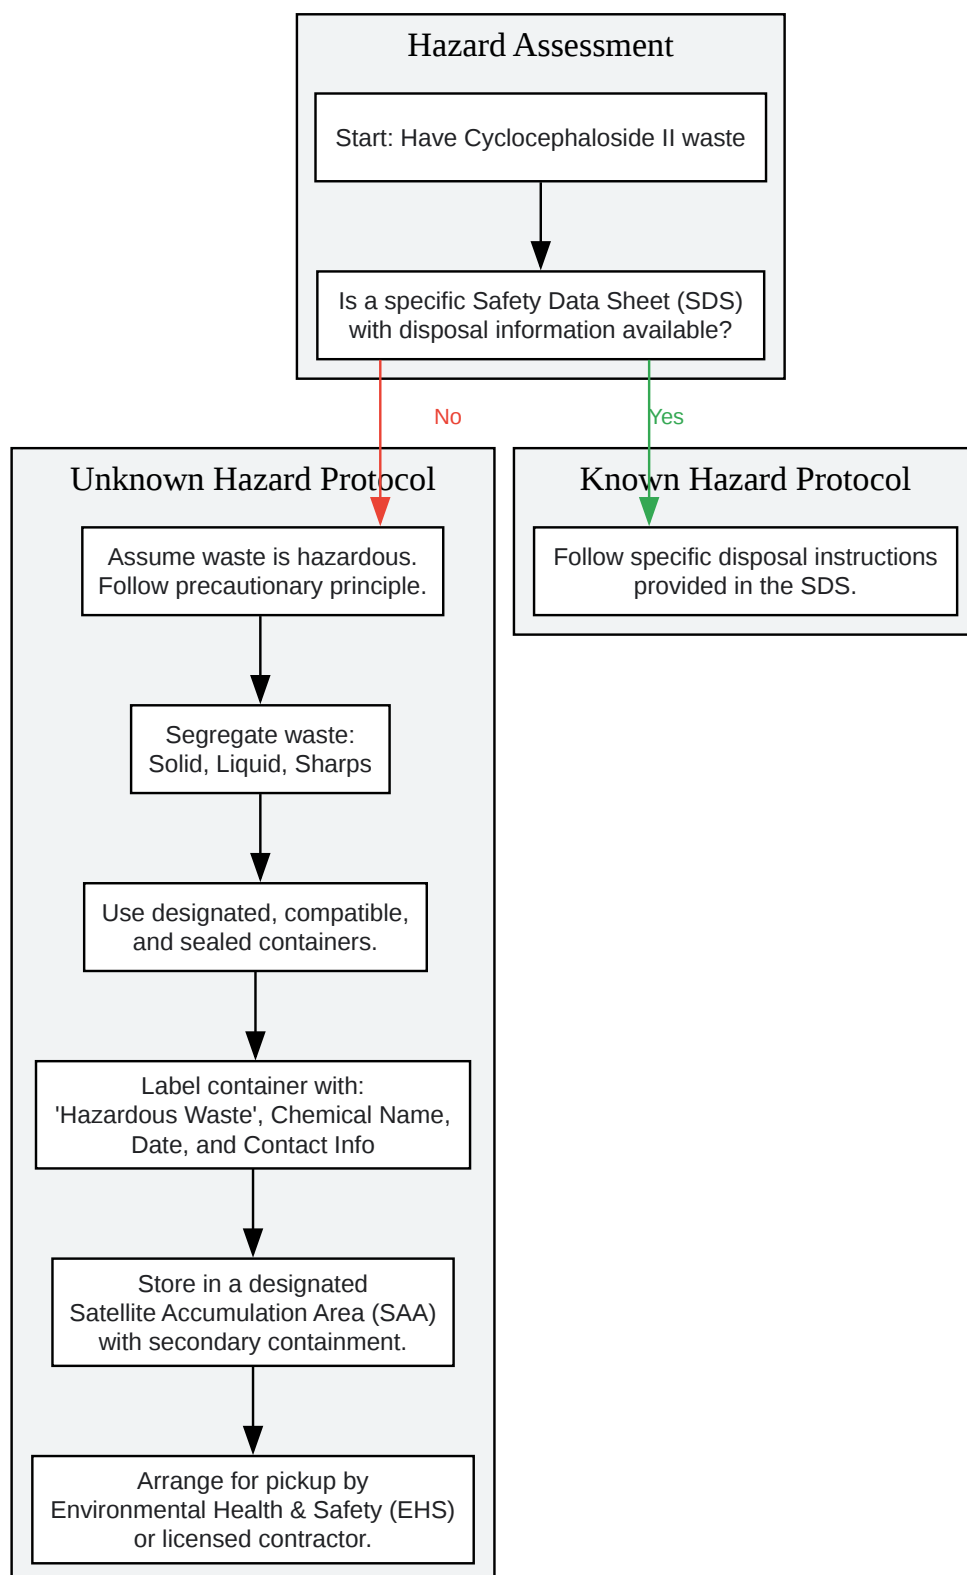 Hazard Assessment
Start: Have Cyclocephaloside II waste
Is a specific Safety Data Sheet (SDS)
with disposal information available?
No
Yes
Unknown Hazard Protocol
Assume waste is hazardous.
Follow precautionary principle.
Segregate waste:
Solid, Liquid, Sharps
Use designated, compatible,
and sealed containers.
Label container with:
'Hazardous Waste', Chemical Name,
Date, and Contact Info
Store in a designated
Satellite Accumulation Area (SAA)
with secondary containment.
Arrange for pickup by
Environmental Health & Safety (EHS)
or licensed contractor.
Known Hazard Protocol
Follow specific disposal instructions
provided in the SDS.